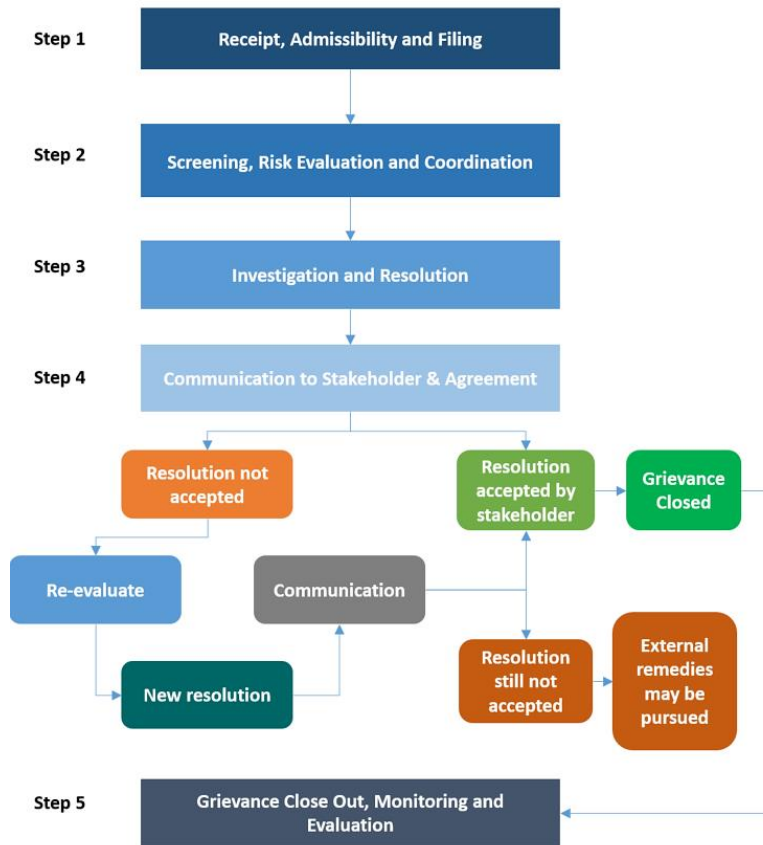 Step 1
Receipt, Admissibility and Filing
Step 2
Screening, Risk Evaluation and Coordination
Step 3
Investigation and Resolution
Step 4
Communication to Stakeholder & Agreement
Resolution not
accepted
Resolution
accepted by
stakeholder
Grievance
Closed
Re-evaluate
Communication
New resolution
Resolution
still not
accepted
External
remedies
may be
pursued
Step 5
Grievance Close Out, Monitoring and
Evaluation